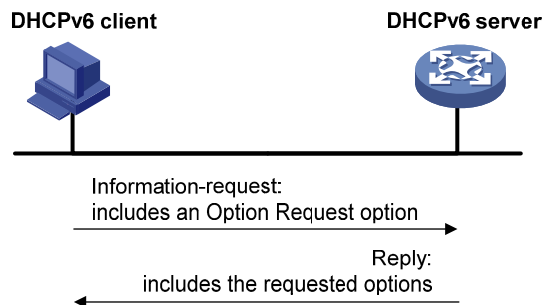 DHCPv6 client
DHCPv6 server
Information-request:
includes an Option Request option
Reply:
includes the requested options